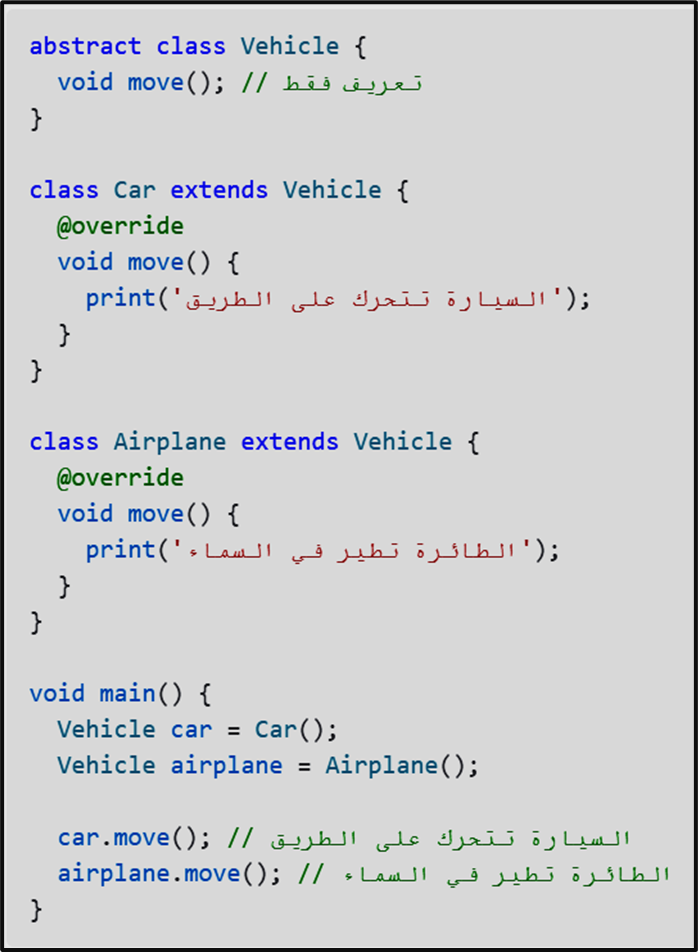 abstract class Vehicle {
  void move(); // تعريف فقط
}

class Car extends Vehicle {
  @override
  void move() {
    print('السيارة تتحرك على الطريق');
  }
}

class Airplane extends Vehicle {
  @override
  void move() {
    print('الطائرة تطير في السماء');
  }
}

void main() {
  Vehicle car = Car();
  Vehicle airplane = Airplane();

  car.move(); // السيارة تتحرك على الطريق
  airplane.move(); // الطائرة تطير في السماء
}